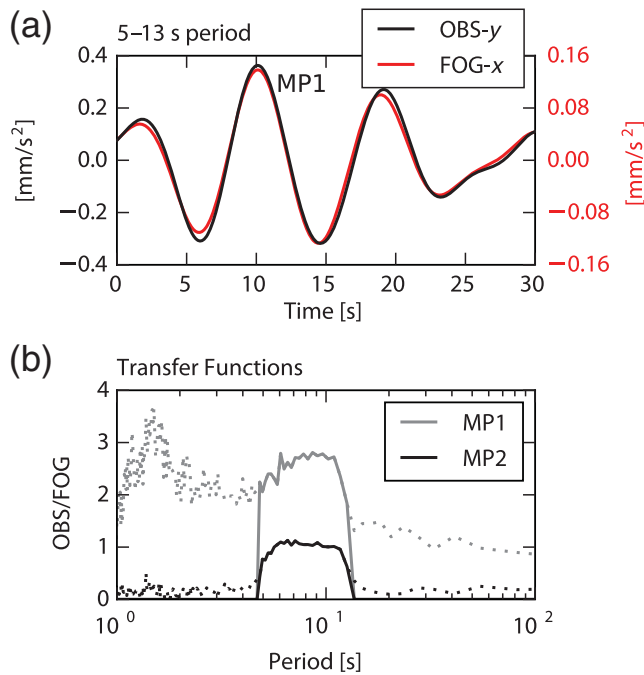 (a)
5–13 s period
OBS-y
FOG-x
MP1
0.4
0.2
0.0
−0.2
−0.4
[mm/s²]
0.16
0.08
0.00
−0.08
−0.16
[mm/s²]
0 5 10 15 20 25 30
Time [s]
(b)
Transfer Functions
MP1
MP2
4
3
2
1
0
OBS/FOG
10⁰ 10¹ 10²
Period [s]